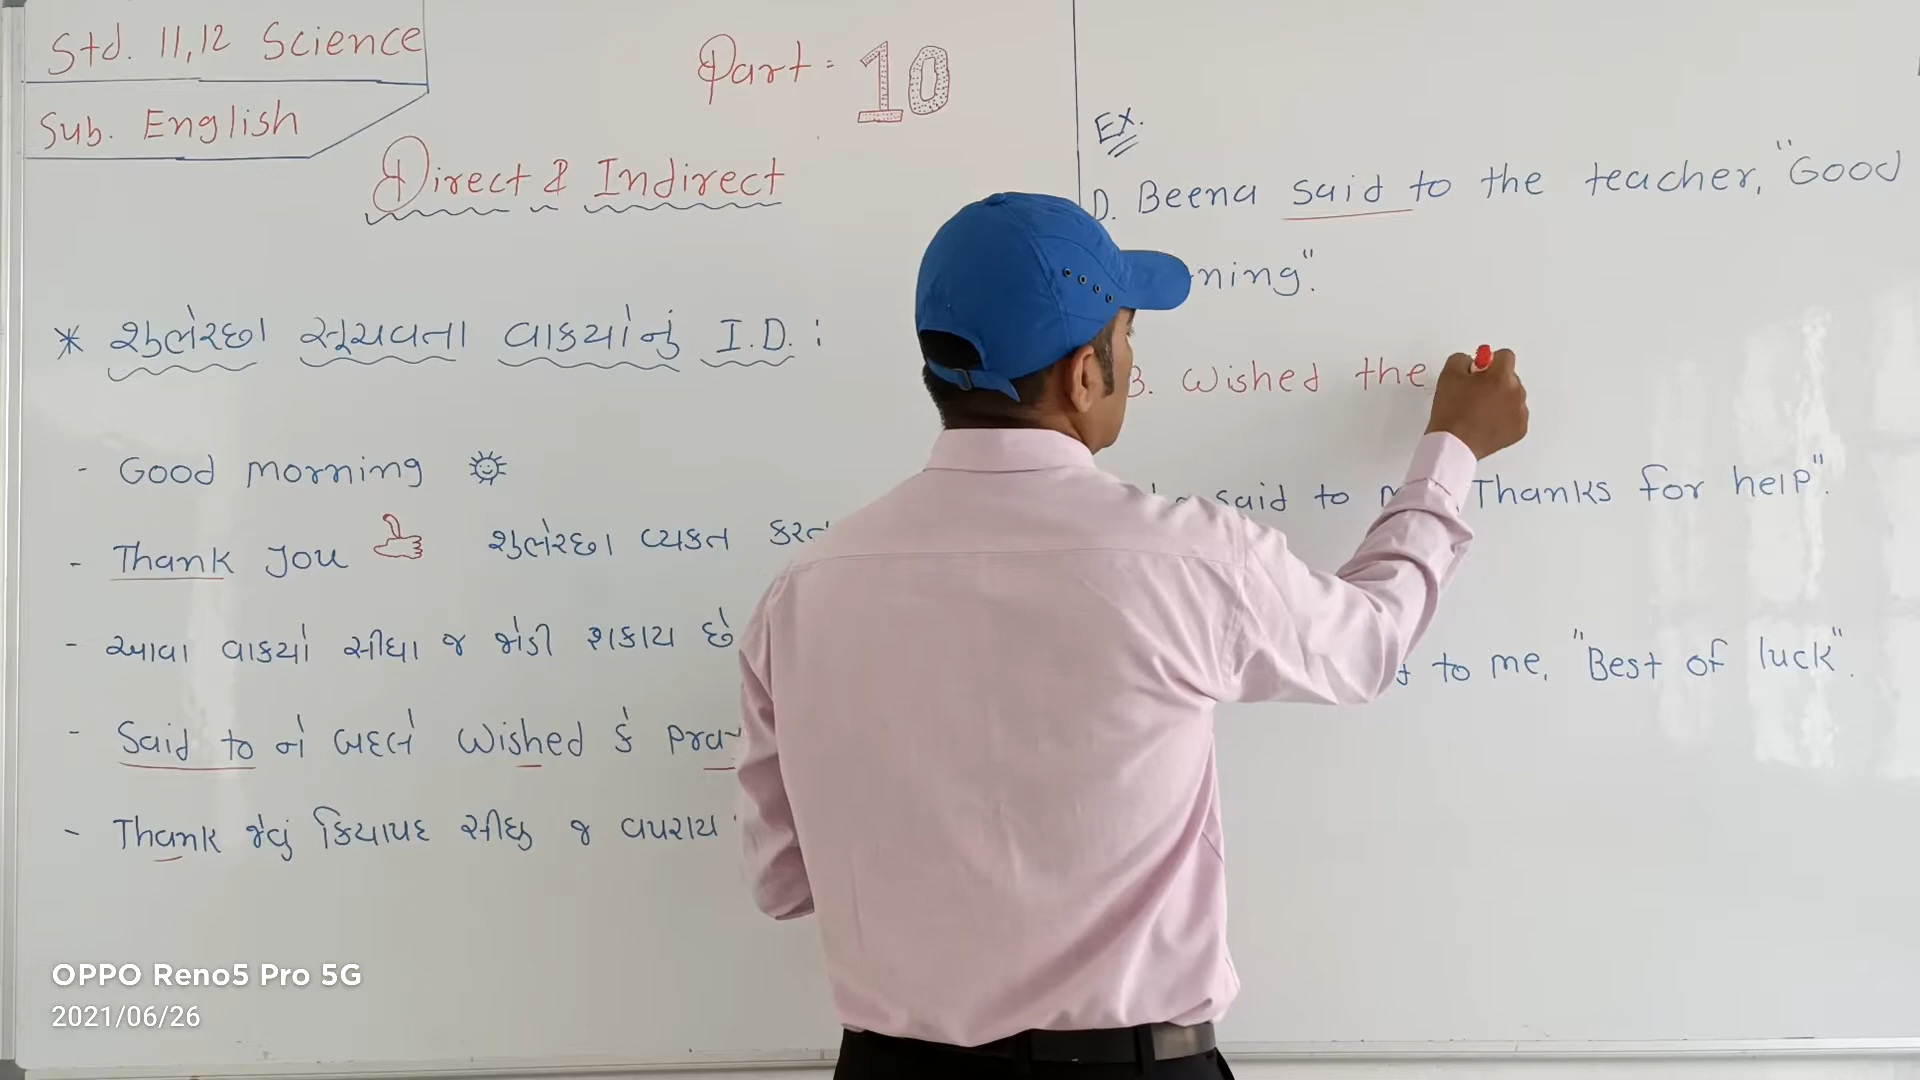 Std. 11,12 Science
Sub. English
Part = 10
Direct & Indirect
* શુભેચ્છા સૂચવતા વાક્યોનું I.D. :
- Good morning
- Thank you શુભેચ્છા વ્યક્ત
- આવા વાક્યો સીધા જ જોડી શકાય છે
- Said to ને બદલે Wished કે
- Thank જેવું ક્રિયાપદ સીધુ જ વપરાય
Ex.
D. Beena said to the teacher, "Good
ning".
B. Wished the
said to Thanks for help".
to me, "Best of luck".
OPPO Reno5 Pro 5G
2021/06/26